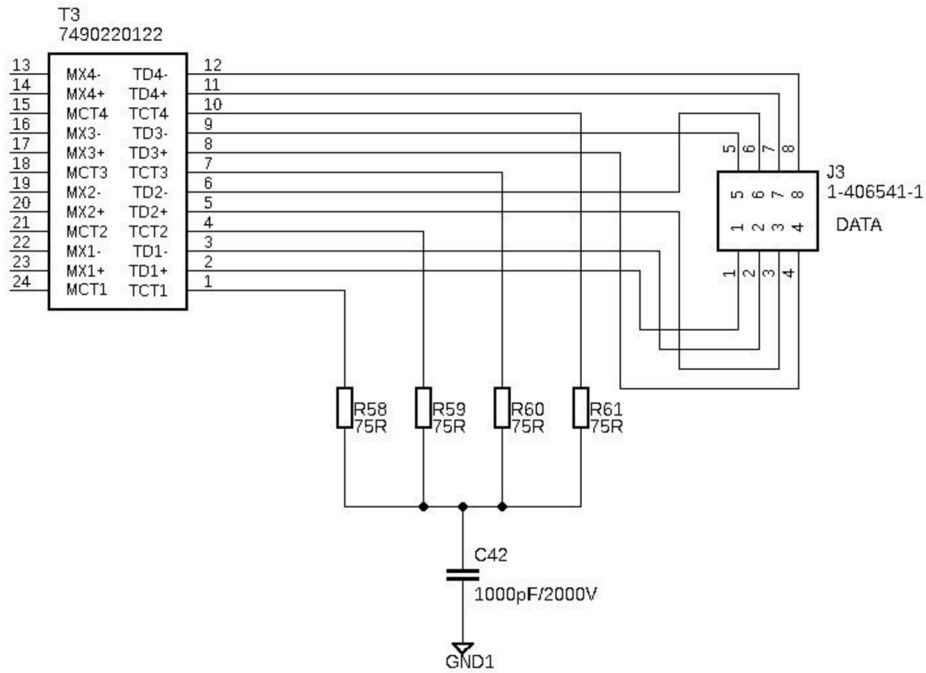 T3
7490220122
13 MX4- TD4- 12
14 MX4+ TD4+ 11
15 MCT4 TCT4 10
16 MX3- TD3- 9
17 MX3+ TD3+ 8
18 MCT3 TCT3 7
19 MX2- TD2- 6
20 MX2+ TD2+ 5
21 MCT2 TCT2 4
22 MX1- TD1- 3
23 MX1+ TD1+ 2
24 MCT1 TCT1 1
5 6 7 8
J3
1-406541-1
5 6 7 8
DATA
1 2 3 4
1 2 3 4
R58
75R
R59
75R
R60
75R
R61
75R
C42
1000pF/2000V
GND1